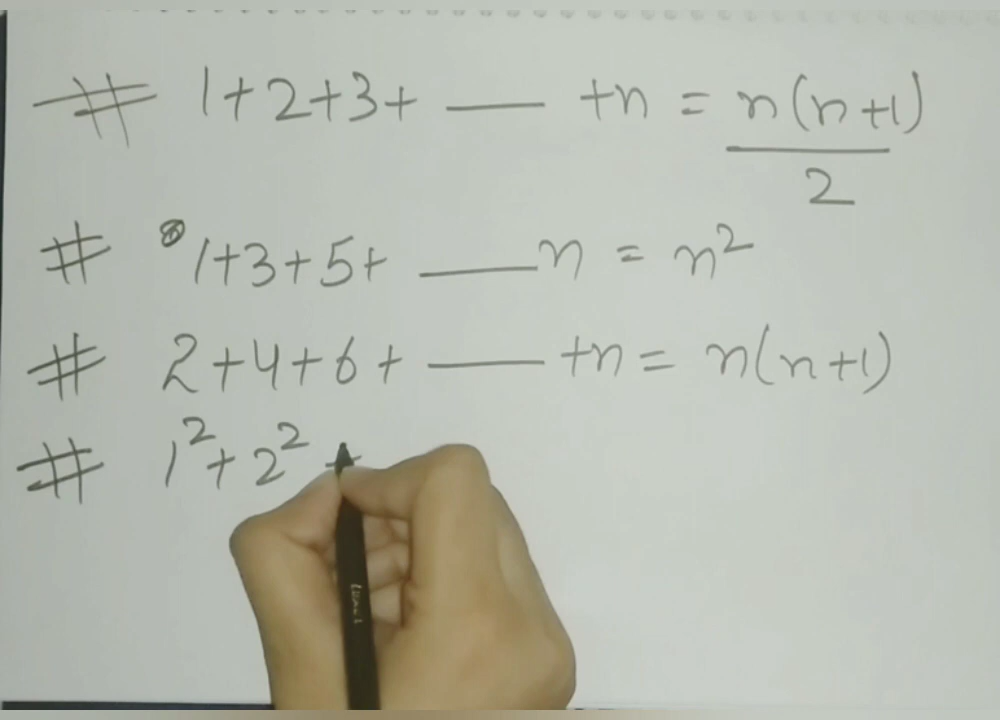 # 1+2+3+ — +n = n(n+1)/2
# 1+3+5+ — n = n²
# 2+4+6+ — +n = n(n+1)
# 1²+2²+